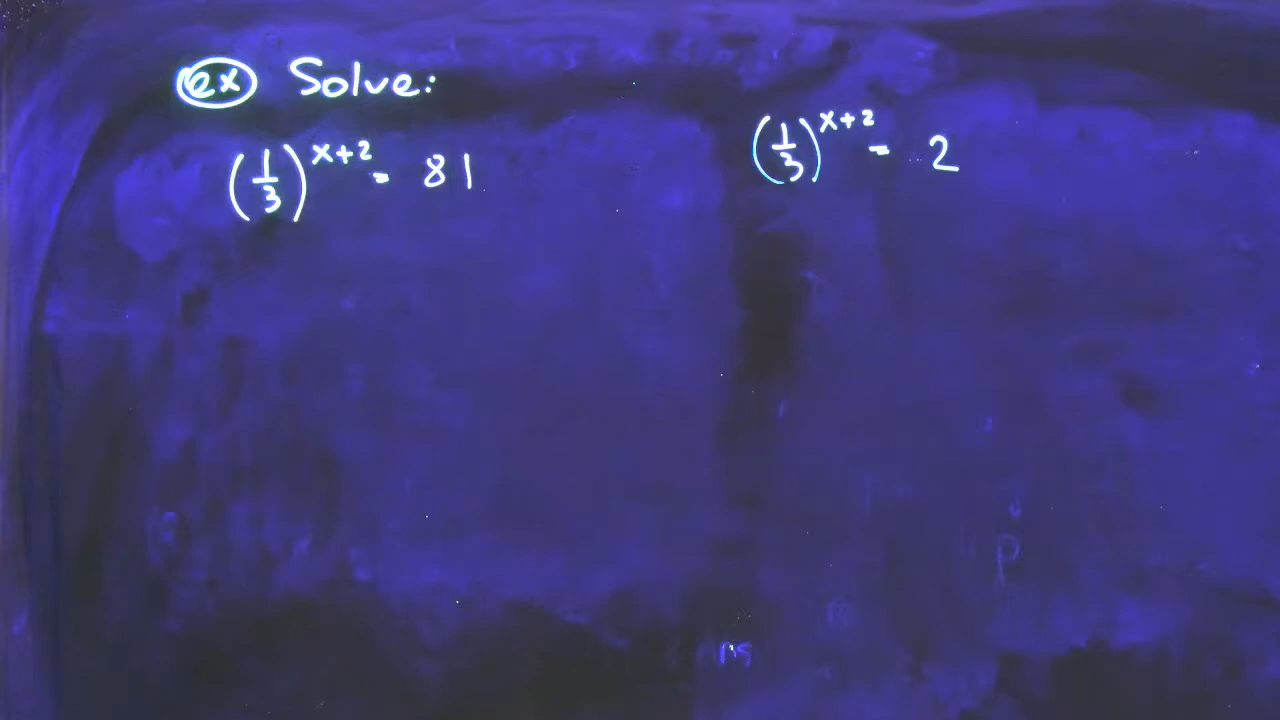 ex Solve:
(1/3)^(x+2) = 81
(1/3)^(x+2) = 2